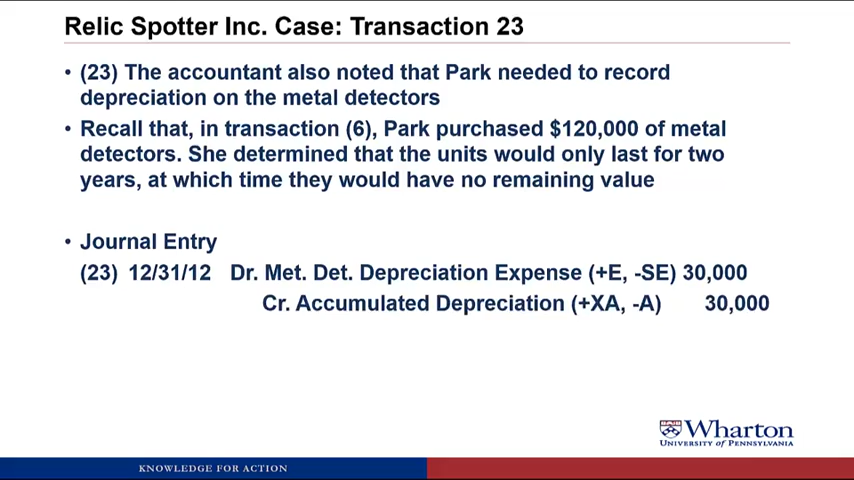 Relic Spotter Inc. Case: Transaction 23
• (23) The accountant also noted that Park needed to record
depreciation on the metal detectors
• Recall that, in transaction (6), Park purchased $120,000 of metal
detectors. She determined that the units would only last for two
years, at which time they would have no remaining value
• Journal Entry
(23) 12/31/12 Dr. Met. Det. Depreciation Expense (+E, -SE) 30,000
Cr. Accumulated Depreciation (+XA, -A) 30,000
Wharton
UNIVERSITY of PENNSYLVANIA
KNOWLEDGE FOR ACTION